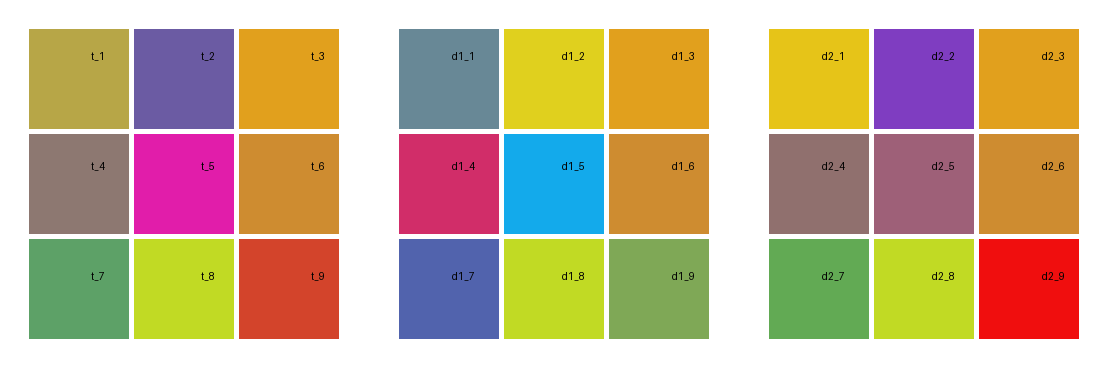 t_1 t_2 t_3 d1_1 d1_2 d1_3 d2_1 d2_2 d2_3
t_4 t_5 t_6 d1_4 d1_5 d1_6 d2_4 d2_5 d2_6
t_7 t_8 t_9 d1_7 d1_8 d1_9 d2_7 d2_8 d2_9